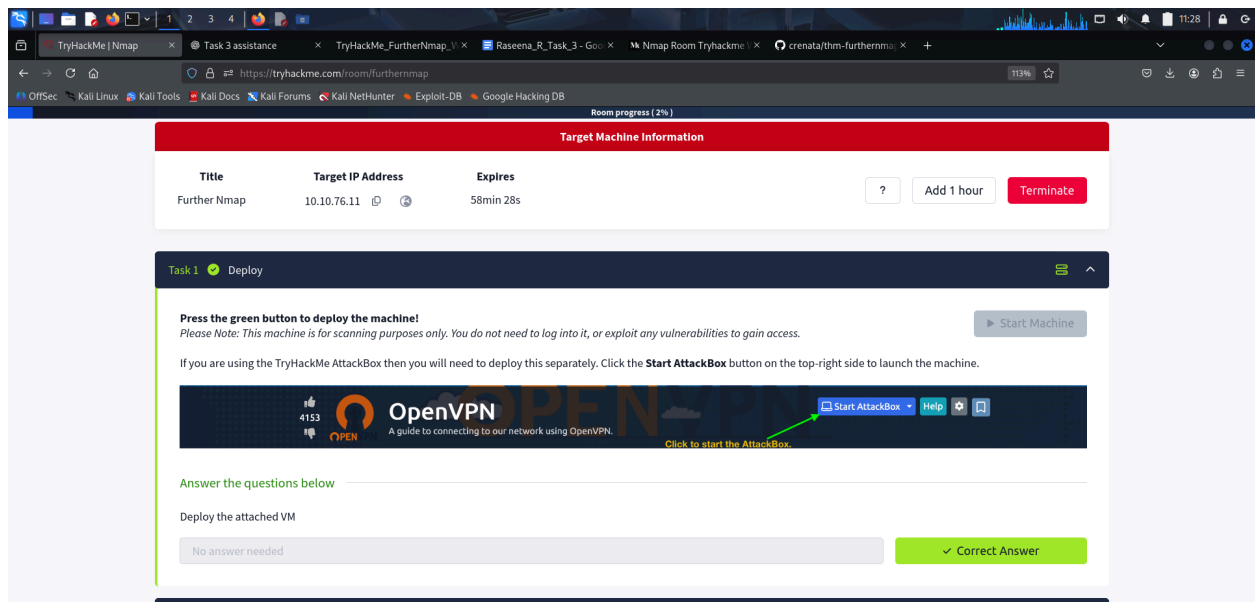 1 2 3 4 11:28
TryHackMe | Nmap × Task 3 assistance × TryHackMe_FurtherNmap_ × Raseena_R_Task_3 - Goo × Nmap Room Tryhackme × crenata/thm-furthernmap × +
https://tryhackme.com/room/furthernmap 113%
OffSec Kali Linux Kali Tools Kali Docs Kali Forums Kali NetHunter Exploit-DB Google Hacking DB
Room progress ( 2% )
Target Machine Information
Title Target IP Address Expires
Further Nmap 10.10.76.11 58min 28s ? Add 1 hour Terminate
Task 1 Deploy
Press the green button to deploy the machine!
Please Note: This machine is for scanning purposes only. You do not need to log into it, or exploit any vulnerabilities to gain access.
Start Machine
If you are using the TryHackMe AttackBox then you will need to deploy this separately. Click the Start AttackBox button on the top-right side to launch the machine.
OPENVPN
4153 OPEN VPN OpenVPN Start AttackBox Help
A guide to connecting to our network using OpenVPN.
Click to start the AttackBox.
Answer the questions below
Deploy the attached VM
No answer needed ✓ Correct Answer